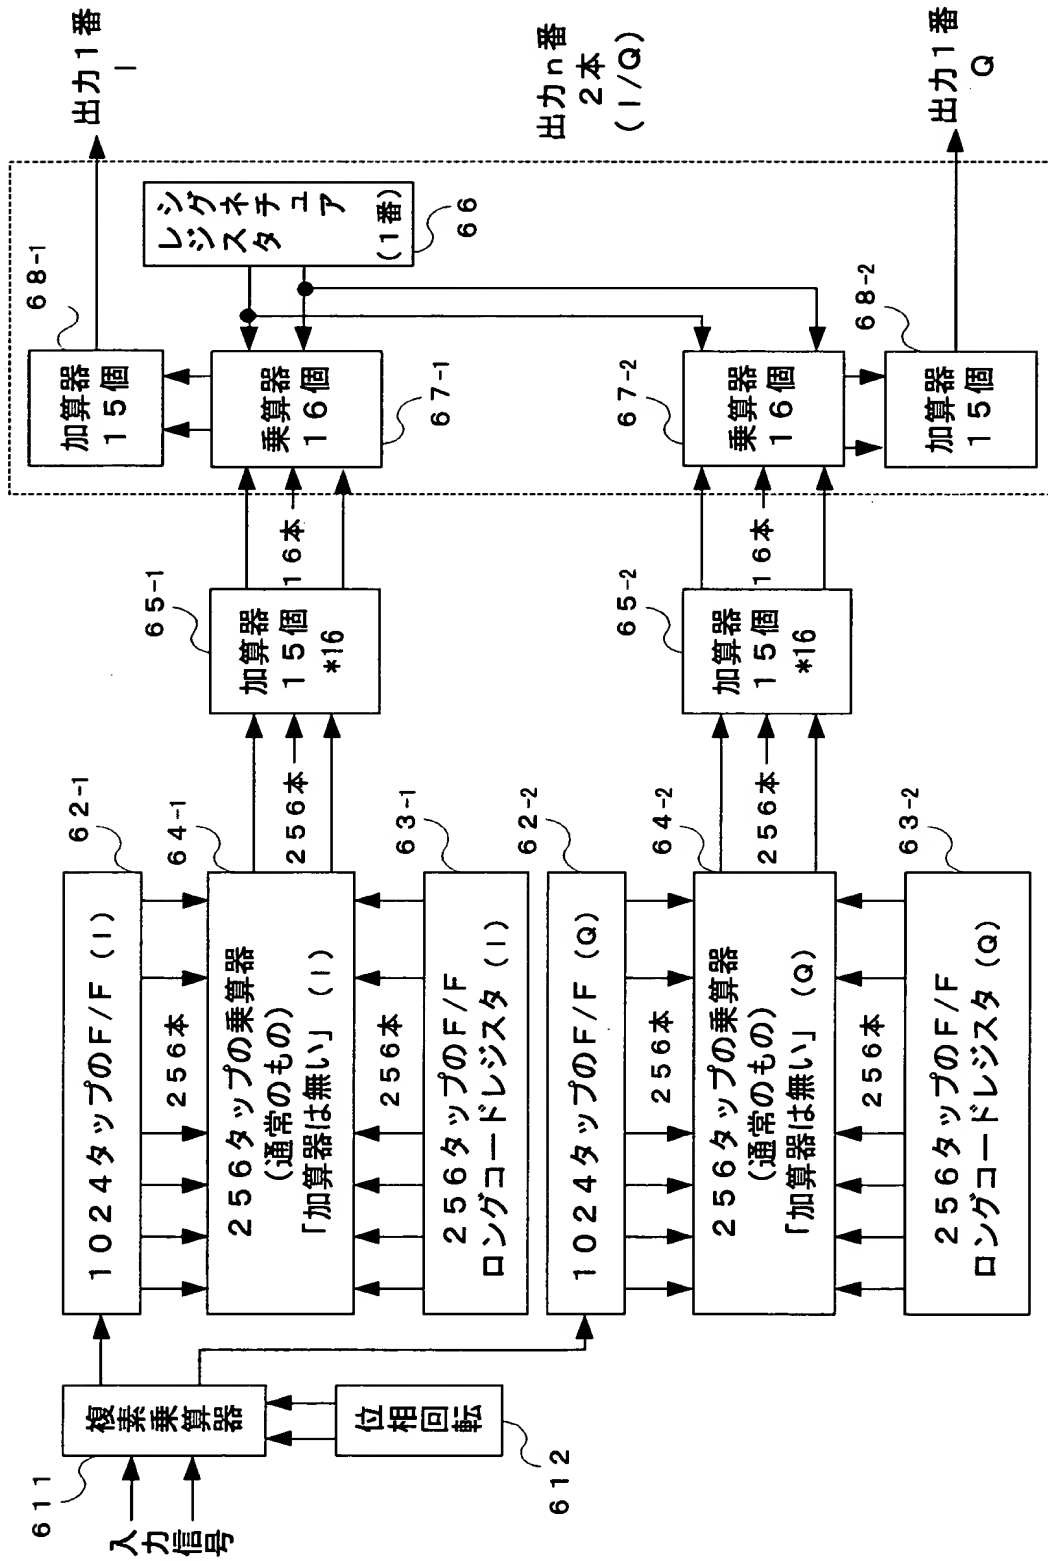 入力信号
611
複素乗算器
位相回転
612
62-1
1024タップのF/F (I)
256本
64-1
256タップの乗算器
(通常のもの)
「加算器は無い」 (I)
256本
63-1
256タップのF/F
ロングコードレジスタ (I)
62-2
1024タップのF/F (Q)
256本
64-2
256タップの乗算器
(通常のもの)
「加算器は無い」 (Q)
256本
63-2
256タップのF/F
ロングコードレジスタ (Q)
256本
65-1
加算器
15個
*16
16本
256本
65-2
加算器
15個
*16
16本
68-1
加算器
15個
乗算器
16個
67-1
シグネチュア
レジスタ
(1番)
66
67-2
乗算器
16個
68-2
加算器
15個
出力1番
I
出力n番
2本
(I/Q)
出力1番
Q